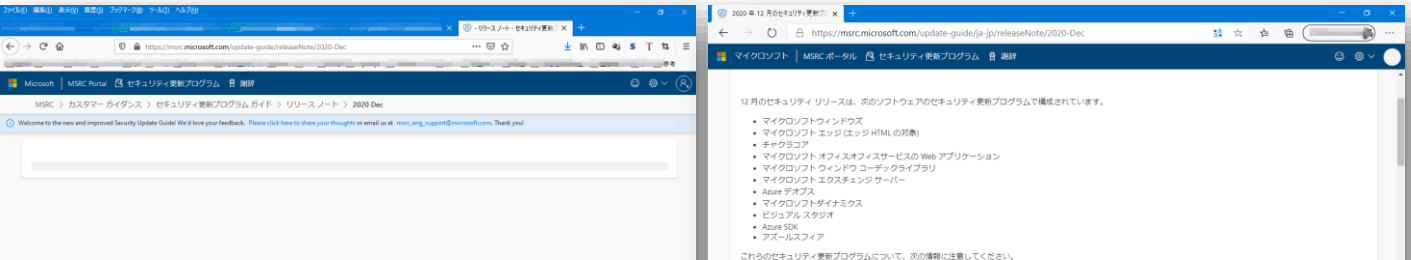 ファイル(F) 編集(E) 表示(V) 履歴(S) ブックマーク(B) ツール(T) ヘルプ(H)
- リリース ノート - セキュリティ更新
https://msrc.microsoft.com/update-guide/releaseNote/2020-Dec
参考
Microsoft MSRC Portal セキュリティ更新プログラム 謝辞
MSRC > カスタマー ガイダンス > セキュリティ更新プログラム ガイド > リリース ノート > 2020 Dec
Welcome to the new and improved Security Update Guide! We'd love your feedback. Please click here to share your thoughts or email us at msrc_eng_support@microsoft.com. Thank you!
2020 年 12 月のセキュリティ更新プ
https://msrc.microsoft.com/update-guide/ja-jp/releaseNote/2020-Dec
マイクロソフト MSRC ポータル セキュリティ更新プログラム 謝辞
12 月のセキュリティ リリースは、次のソフトウェアのセキュリティ更新プログラムで構成されています。
• マイクロソフトウィンドウズ
• マイクロソフト エッジ (エッジ HTML の対象)
• チャクラコア
• マイクロソフト オフィスオフィスサービスの Web アプリケーション
• マイクロソフト ウィンドウ コーデックライブラリ
• マイクロソフト エクスチェンジ サーバー
• Azure デオプス
• マイクロソフトダイナミクス
• ビジュアル スタジオ
• Azure SDK
• アズールスフィア
これらのセキュリティ更新プログラムについて、次の情報に注意してください。